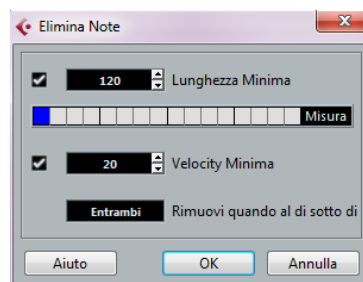 Elimina Note
120 Lunghezza Minima
Misura
20 Velocity Minima
Entrambi Rimuovi quando al di sotto di
Aiuto OK Annulla